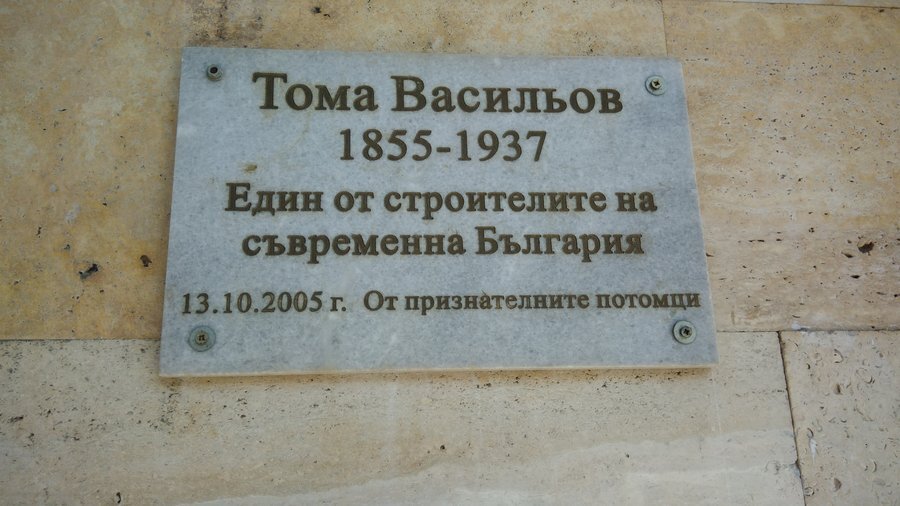 Тома Васильов
1855-1937
Един от строителите на
съвременна България
13.10.2005 г. От признателните потомци